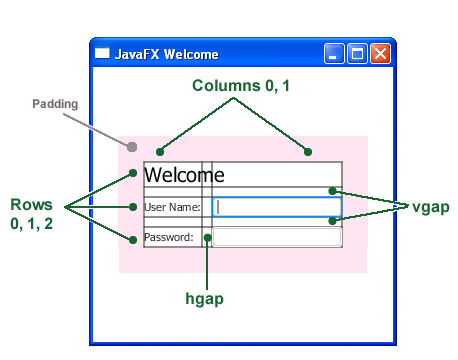 JavaFX Welcome
Columns 0, 1
Padding
Welcome
Rows
0, 1, 2
User Name:
vgap
Password:
hgap